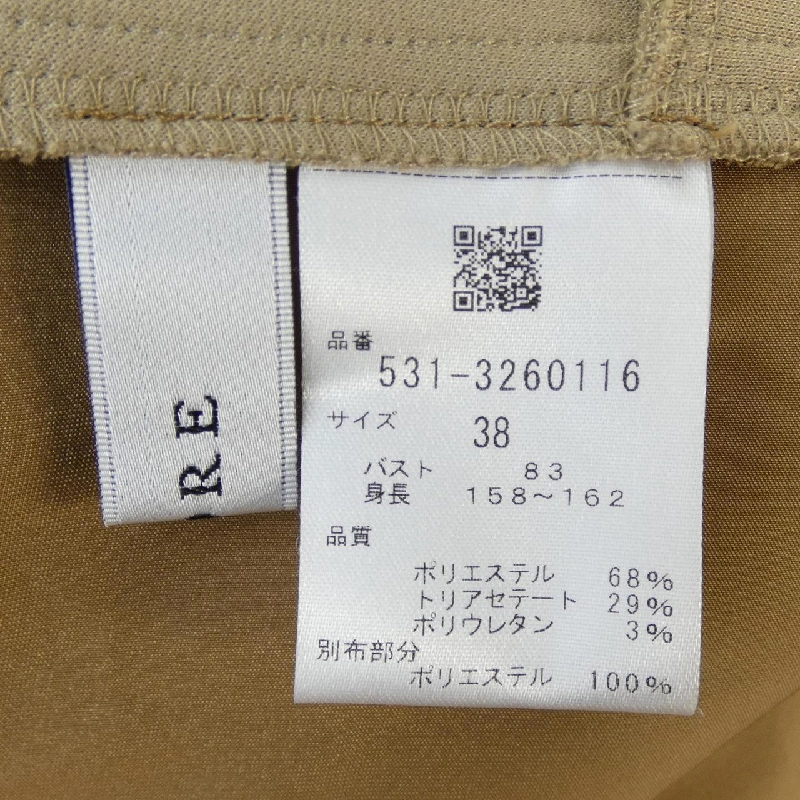 RE
品番
531-3260116
サイズ 38
バスト 83
身長 158~162
品質
ポリエステル 68%
トリアセテート 29%
ポリウレタン 3%
別布部分
ポリエステル 100%